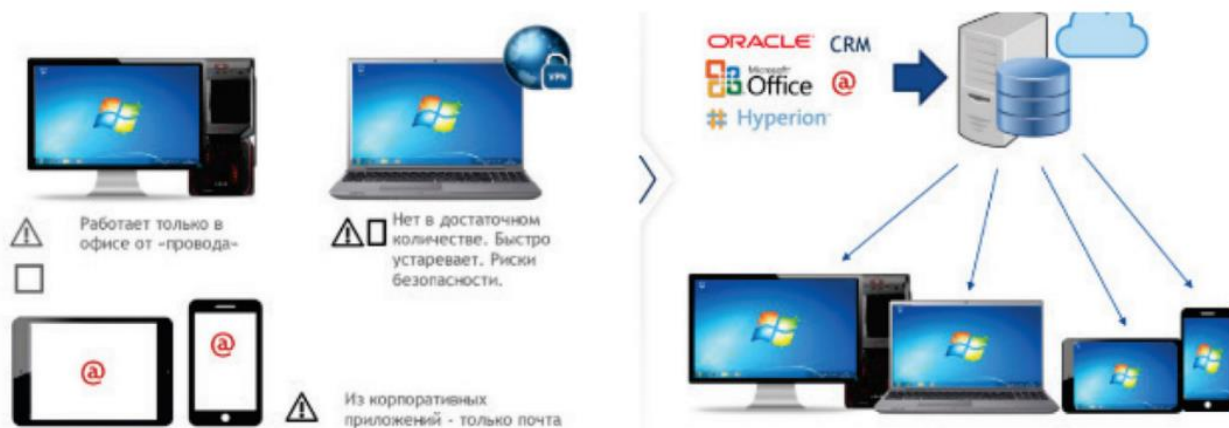 VPN
Работает только в
офисе от «провода»
Нет в достаточном
количестве. Быстро
устаревает. Риски
безопасности.
@
@
Из корпоративных
приложений - только почта
ORACLE CRM
Microsoft
Office @
Hyperion